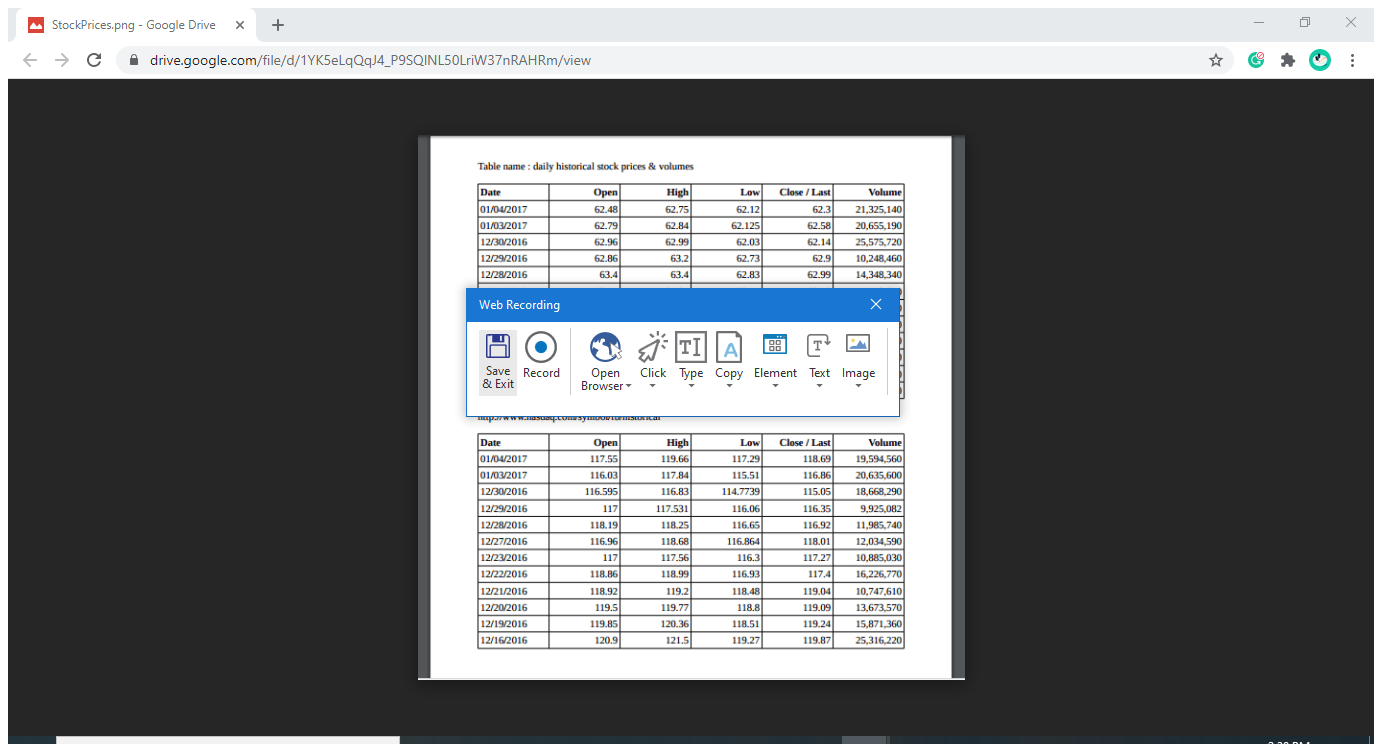 StockPrices.png - Google Drive
drive.google.com/file/d/1YK5eLqQqJ4_P9SQINL50LriW37nRAHRm/view
Table name : daily historical stock prices & volumes
Date Open High Low Close / Last Volume
01/04/2017 62.48 62.75 62.12 62.3 21,325,140
01/03/2017 62.79 62.84 62.125 62.58 20,655,190
12/30/2016 62.96 62.99 62.03 62.14 25,575,720
12/29/2016 62.86 63.2 62.73 62.9 10,248,460
12/28/2016 63.4 63.4 62.83 62.99 14,348,340
Web Recording
Save & Exit Record Open Browser Click Type Copy Element Text Image
Date Open High Low Close / Last Volume
01/04/2017 117.55 119.66 117.29 118.69 19,594,560
01/03/2017 116.03 117.84 115.51 116.86 20,635,600
12/30/2016 116.595 116.83 114.7739 115.05 18,668,290
12/29/2016 117 117.531 116.06 116.35 9,925,082
12/28/2016 118.19 118.25 116.65 116.92 11,985,740
12/27/2016 116.96 118.68 116.864 118.01 12,034,590
12/23/2016 117 117.56 116.3 117.27 10,885,030
12/22/2016 118.86 118.99 116.93 117.4 16,226,770
12/21/2016 118.92 119.2 118.48 119.04 10,747,610
12/20/2016 119.5 119.77 118.8 119.09 13,673,570
12/19/2016 119.85 120.36 118.51 119.24 15,871,360
12/16/2016 120.9 121.5 119.27 119.87 25,316,220